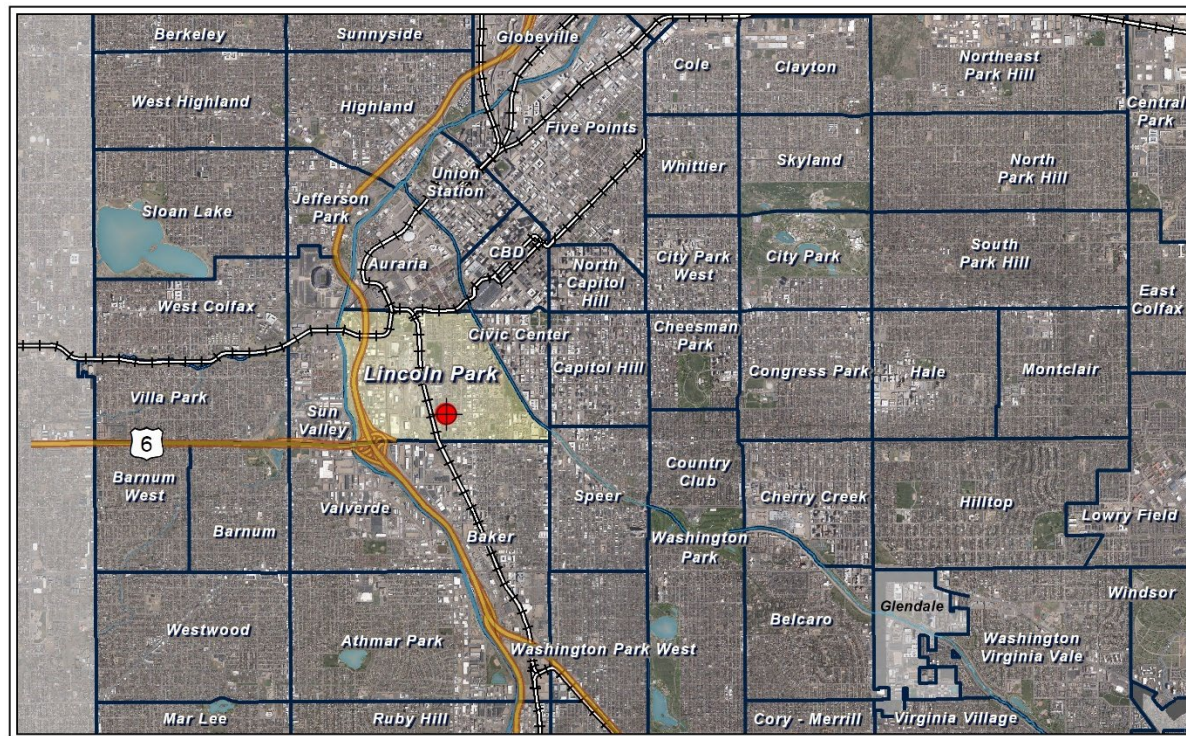 Berkeley
Sunnyside
Globeville
Cole
Clayton
Northeast
Park Hill
West Highland
Highland
Central
Park
Five Points
Whittier
Skyland
North
Park Hill
Union
Station
Jefferson
Park
Sloan Lake
CBD
Auraria
North
Capitol
Hill
City Park
West
City Park
South
Park Hill
West Colfax
East
Colfax
Civic Center
Cheesman
Park
Lincoln Park
Capitol Hill
Congress Park
Hale
Montclair
Villa Park
Sun
Valley
6
Barnum
West
Country
Club
Speer
Cherry Creek
Hilltop
Valverde
Lowry Field
Barnum
Baker
Washington
Park
Glendale
Windsor
Westwood
Athmar Park
Washington Park West
Belcaro
Washington
Virginia Vale
Mar Lee
Ruby Hill
Cory - Merrill
Virginia Village